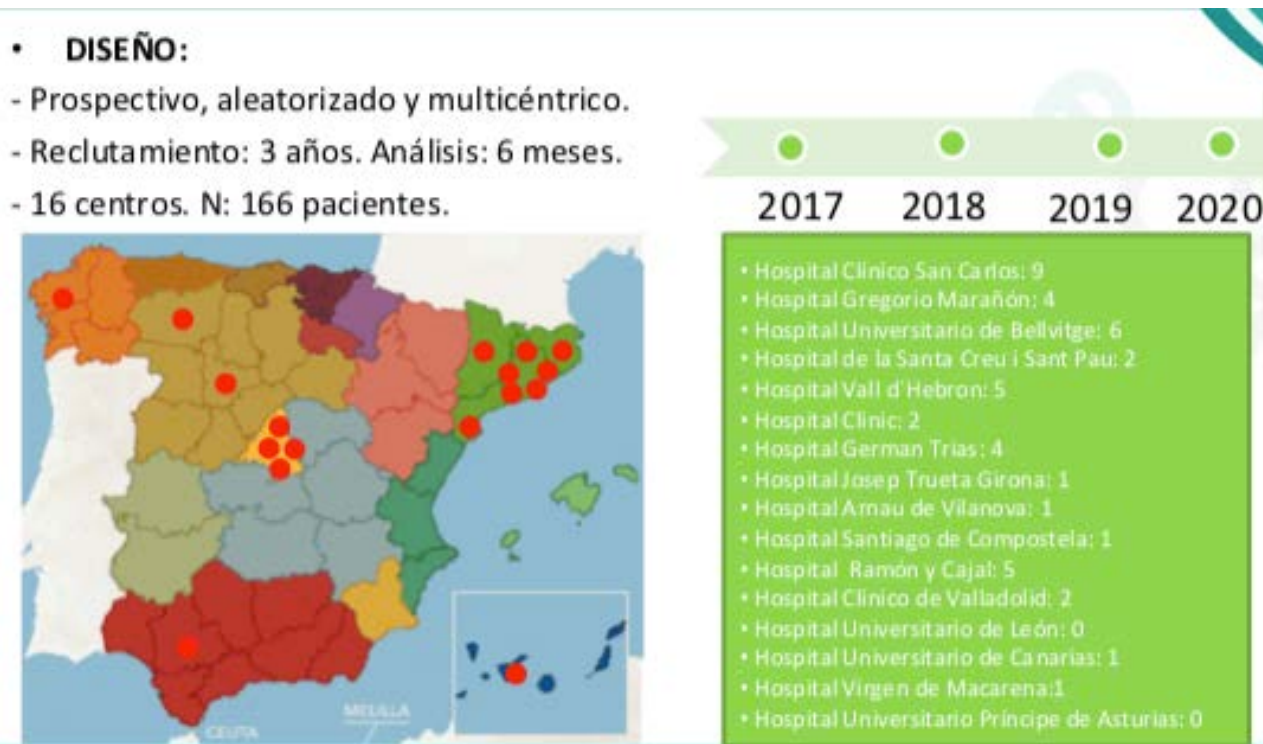 • DISEÑO:
- Prospectivo, aleatorizado y multicéntrico.
- Reclutamiento: 3 años. Análisis: 6 meses.
- 16 centros. N: 166 pacientes.
2017 2018 2019 2020
• Hospital Clínico San Carlos: 9
• Hospital Gregorio Marañón: 4
• Hospital Universitario de Bellvitge: 6
• Hospital de la Santa Creu i Sant Pau: 2
• Hospital Vall d´Hebron: 5
• Hospital Clinic: 2
• Hospital German Trias: 4
• Hospital Josep Trueta Girona: 1
• Hospital Arnau de Vilanova: 1
• Hospital Santiago de Compostela: 1
• Hospital Ramón y Cajal: 5
• Hospital Clínico de Valladolid: 2
• Hospital Universitario de León: 0
• Hospital Universitario de Canarias: 1
• Hospital Virgen de Macarena:1
• Hospital Universitario Príncipe de Asturias: 0
MELILLA
CEUTA